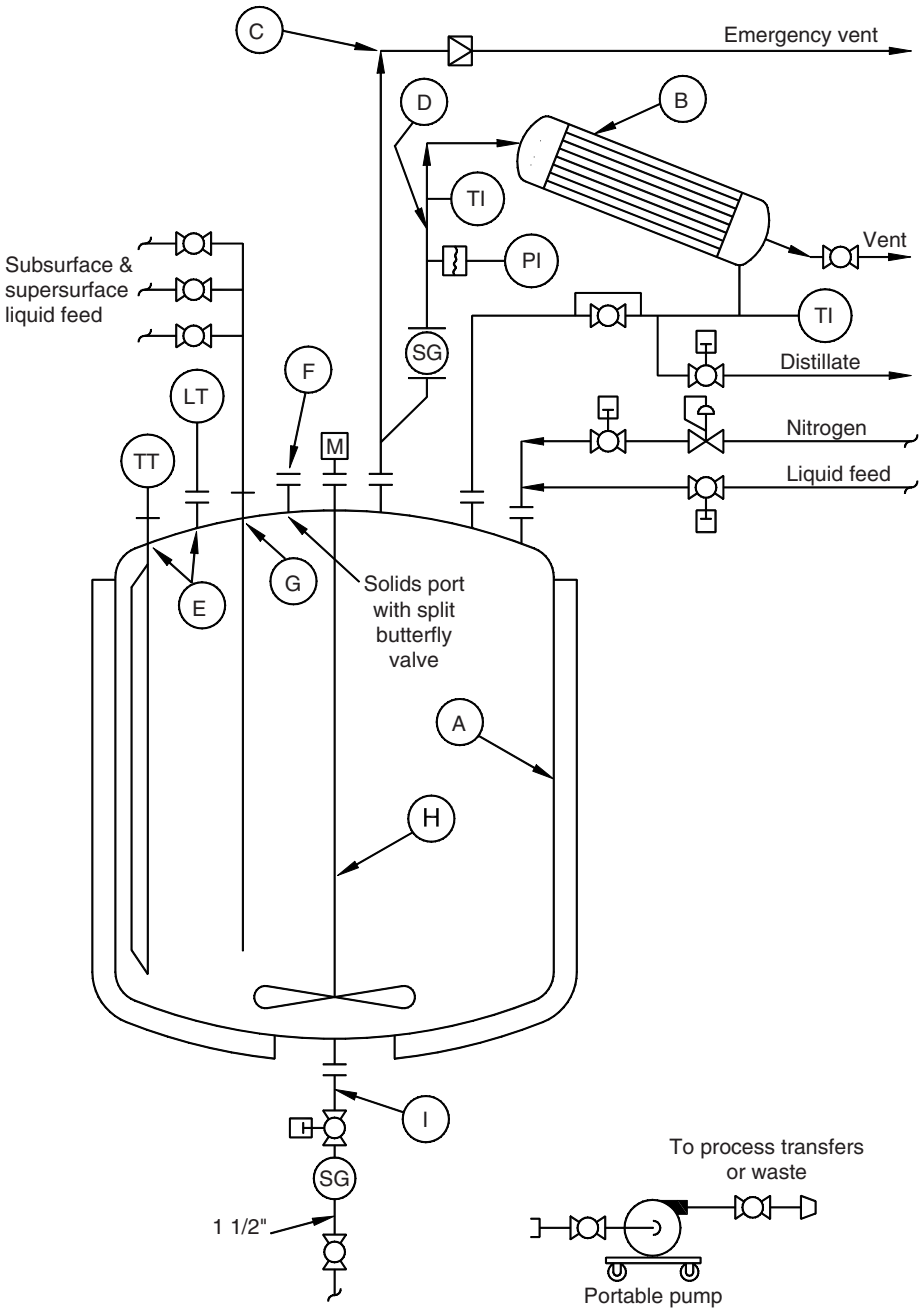 C
Emergency vent
D
B
TI
Subsurface &
supersurface
liquid feed
PI
Vent
TI
SG
F
Distillate
LT
Nitrogen
M
TT
Liquid feed
E
G
Solids port
with split
butterfly
valve
A
H
I
SG
1 1/2"
To process transfers
or waste
Portable pump